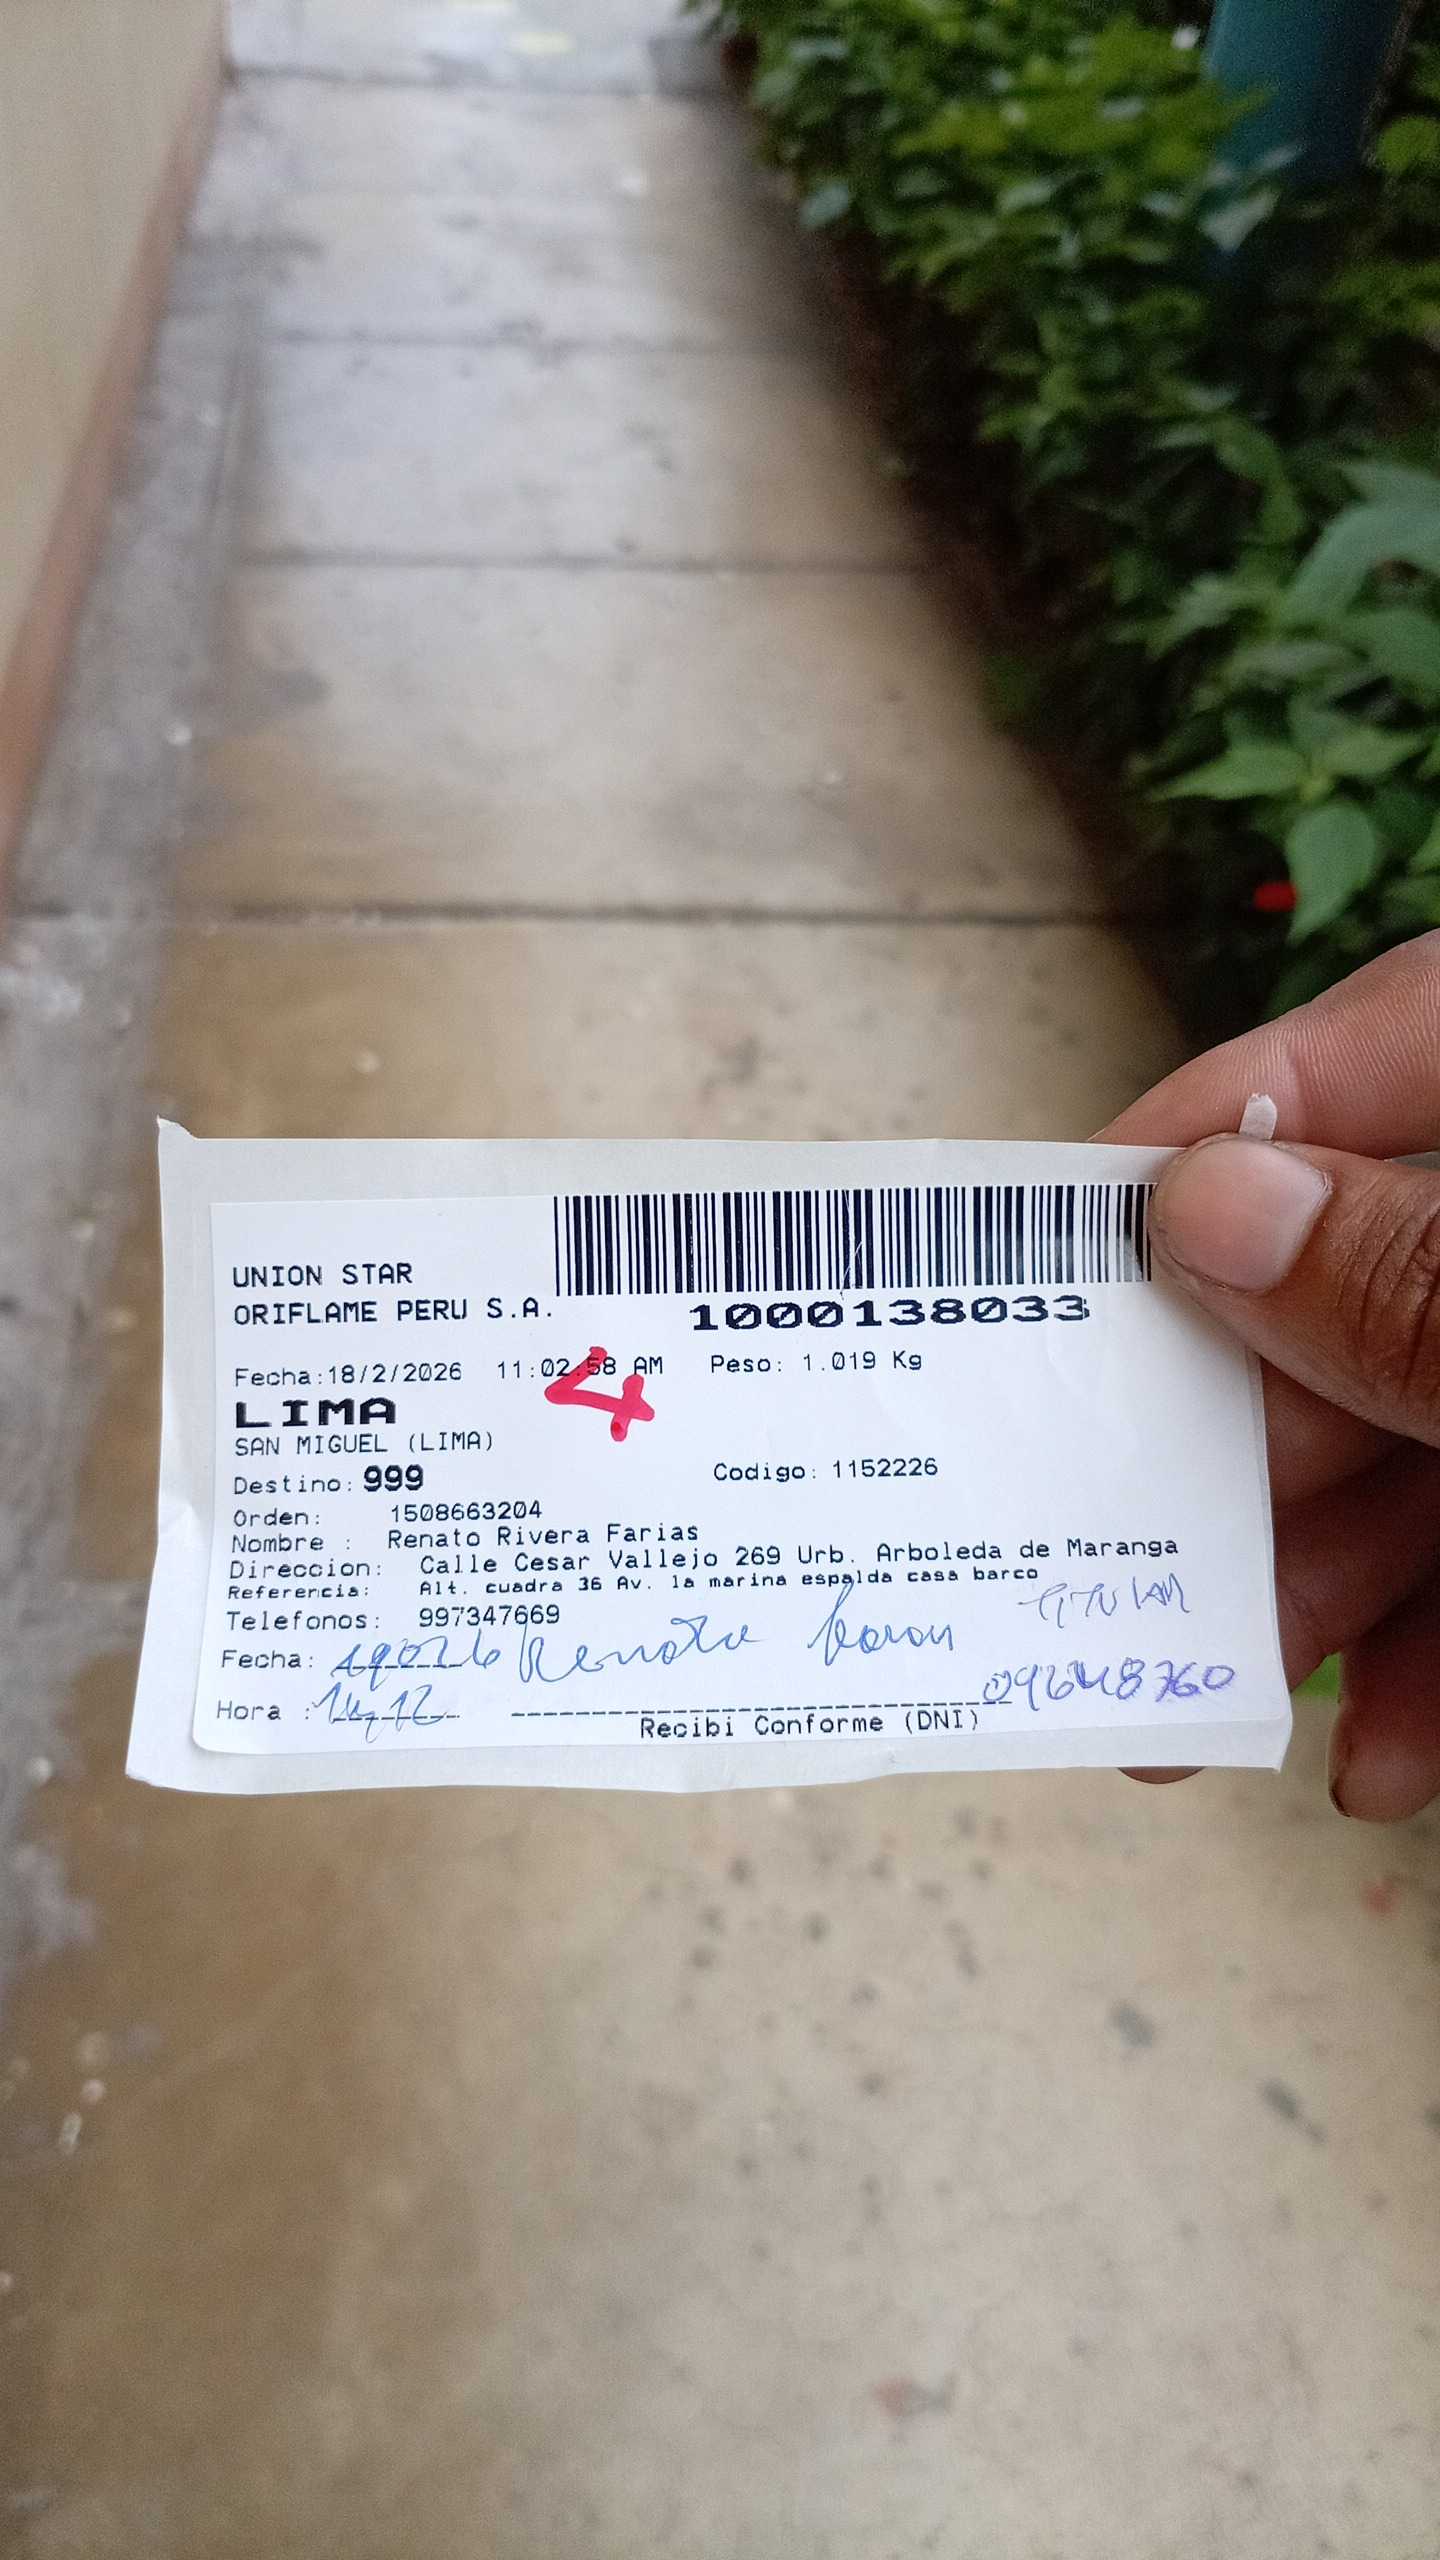 UNION STAR
ORIFLAME PERU S.A.
1000138033
Fecha:18/2/2026 11:02:58 AM Peso: 1.019 Kg
4
LIMA
SAN MIGUEL (LIMA)
Destino: 999 Codigo: 1152226
Orden: 1508663204
Nombre : Renato Rivera Farias
Direccion: Calle Cesar Vallejo 269 Urb. Arboleda de Maranga
Referencia: Alt. cuadra 36 Av. la marina espalda casa barco
Telefonos: 997347669 TITULAR
Fecha:
Hora :
Recibi Conforme (DNI)